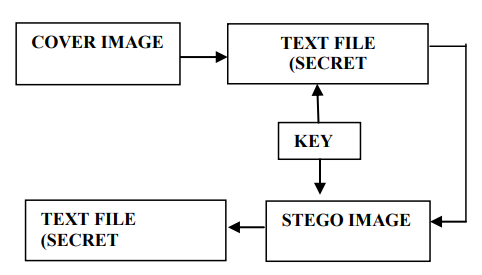 COVER IMAGE
TEXT FILE
(SECRET
KEY
STEGO IMAGE
TEXT FILE
(SECRET